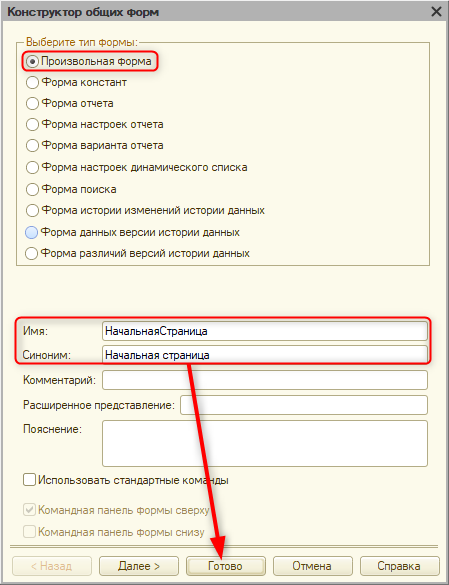 Конструктор общих форм
Выберите тип формы:
Произвольная форма
Форма констант
Форма отчета
Форма настроек отчета
Форма варианта отчета
Форма настроек динамического списка
Форма поиска
Форма истории изменений истории данных
Форма данных версии истории данных
Форма различий версий истории данных
Имя: НачальнаяСтраница
Синоним: Начальная страница
Комментарий:
Расширенное представление:
Пояснение:
Использовать стандартные команды
Командная панель формы сверху
Командная панель формы снизу
< Назад Далее > Готово Отмена Справка